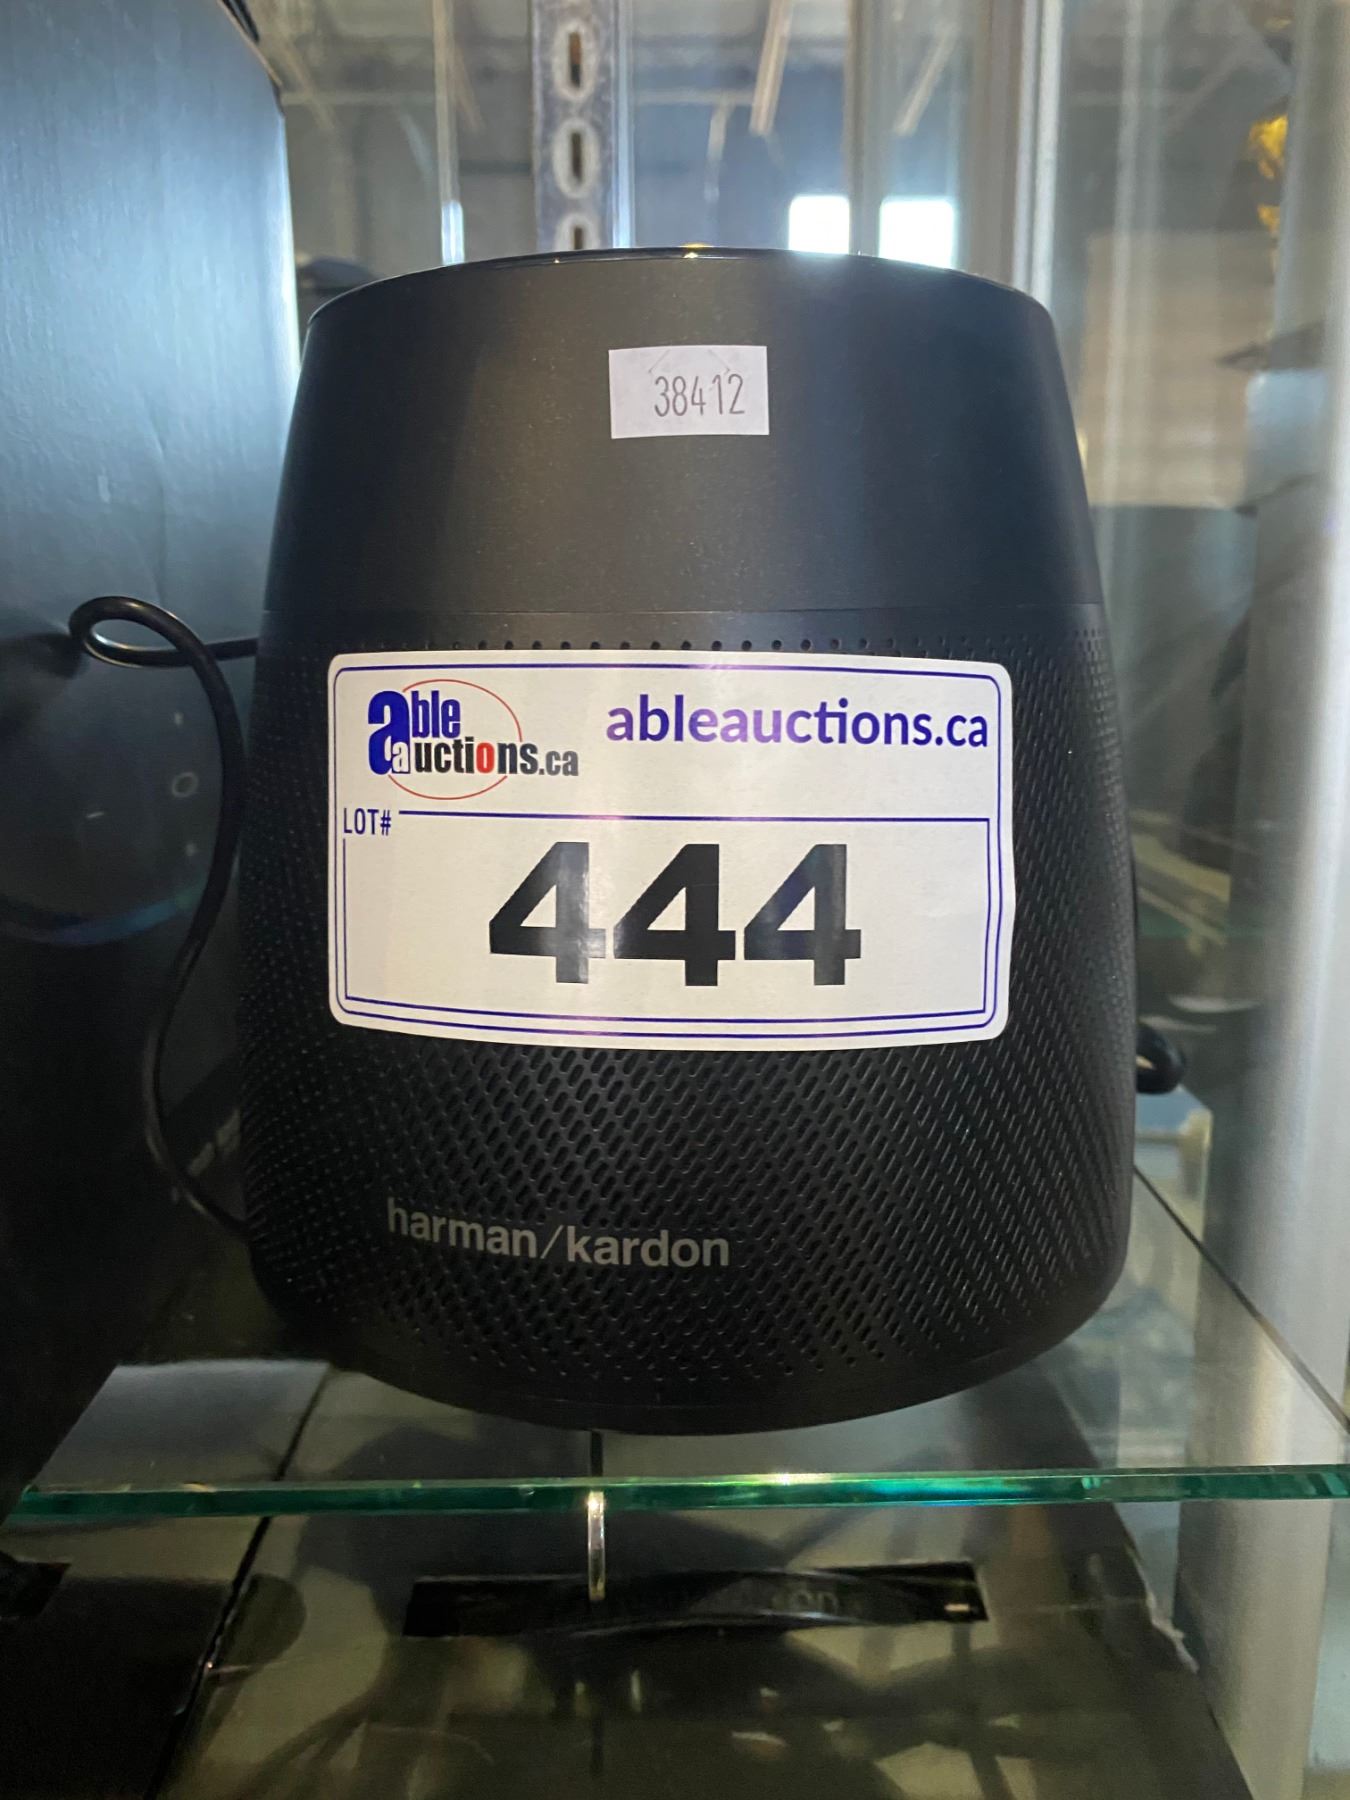 38412
able auctions.ca
ableauctions.ca
LOT#
444
harman/kardon